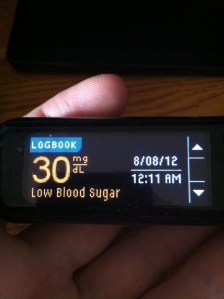 LOGBOOK
30 mg/dL
8/08/12
12:11 AM
Low Blood Sugar